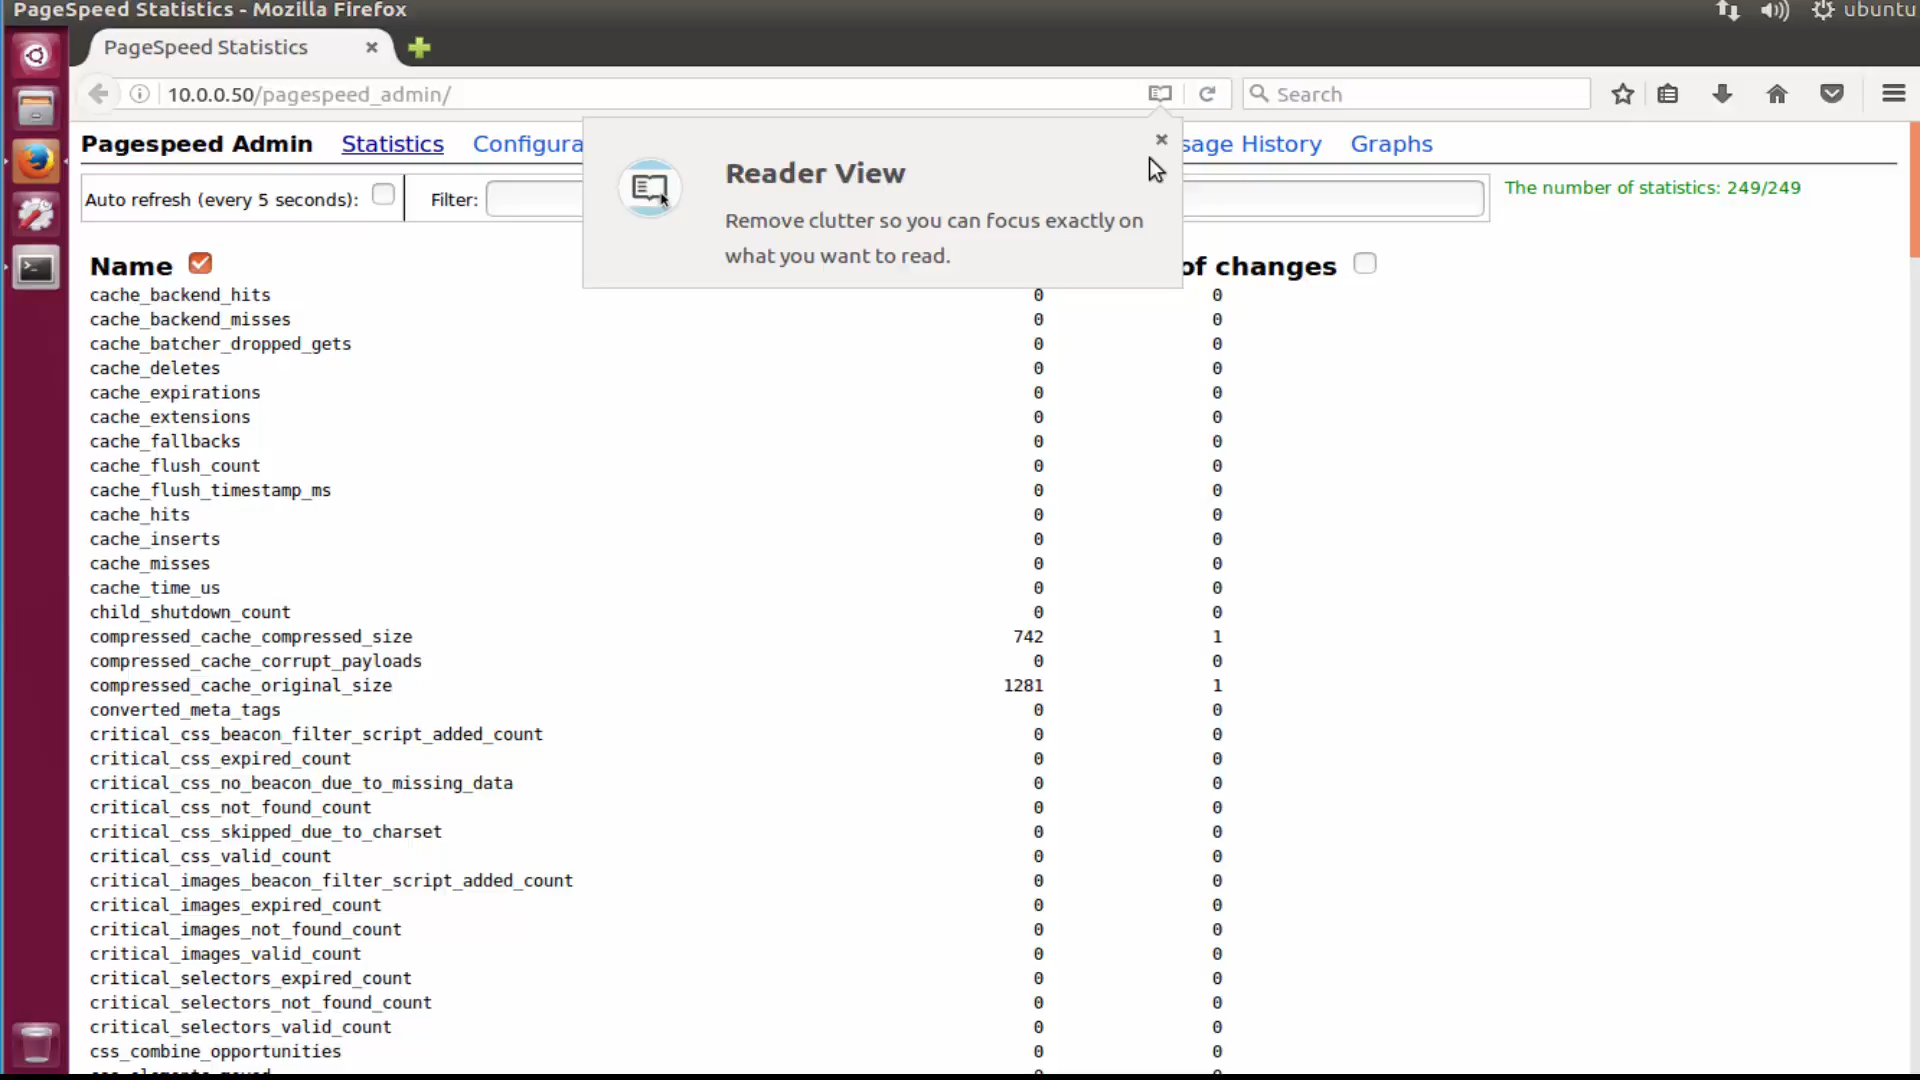 PageSpeed Statistics - Mozilla Firefox
ubuntu
PageSpeed Statistics
10.0.0.50/pagespeed_admin/
Search
Pagespeed Admin Statistics Configura sage History Graphs
Reader View
Remove clutter so you can focus exactly on
what you want to read.
Auto refresh (every 5 seconds): Filter:
The number of statistics: 249/249
Name of changes
cache_backend_hits 0 0
cache_backend_misses 0 0
cache_batcher_dropped_gets 0 0
cache_deletes 0 0
cache_expirations 0 0
cache_extensions 0 0
cache_fallbacks 0 0
cache_flush_count 0 0
cache_flush_timestamp_ms 0 0
cache_hits 0 0
cache_inserts 0 0
cache_misses 0 0
cache_time_us 0 0
child_shutdown_count 0 0
compressed_cache_compressed_size 742 1
compressed_cache_corrupt_payloads 0 0
compressed_cache_original_size 1281 1
converted_meta_tags 0 0
critical_css_beacon_filter_script_added_count 0 0
critical_css_expired_count 0 0
critical_css_no_beacon_due_to_missing_data 0 0
critical_css_not_found_count 0 0
critical_css_skipped_due_to_charset 0 0
critical_css_valid_count 0 0
critical_images_beacon_filter_script_added_count 0 0
critical_images_expired_count 0 0
critical_images_not_found_count 0 0
critical_images_valid_count 0 0
critical_selectors_expired_count 0 0
critical_selectors_not_found_count 0 0
critical_selectors_valid_count 0 0
css_combine_opportunities 0 0